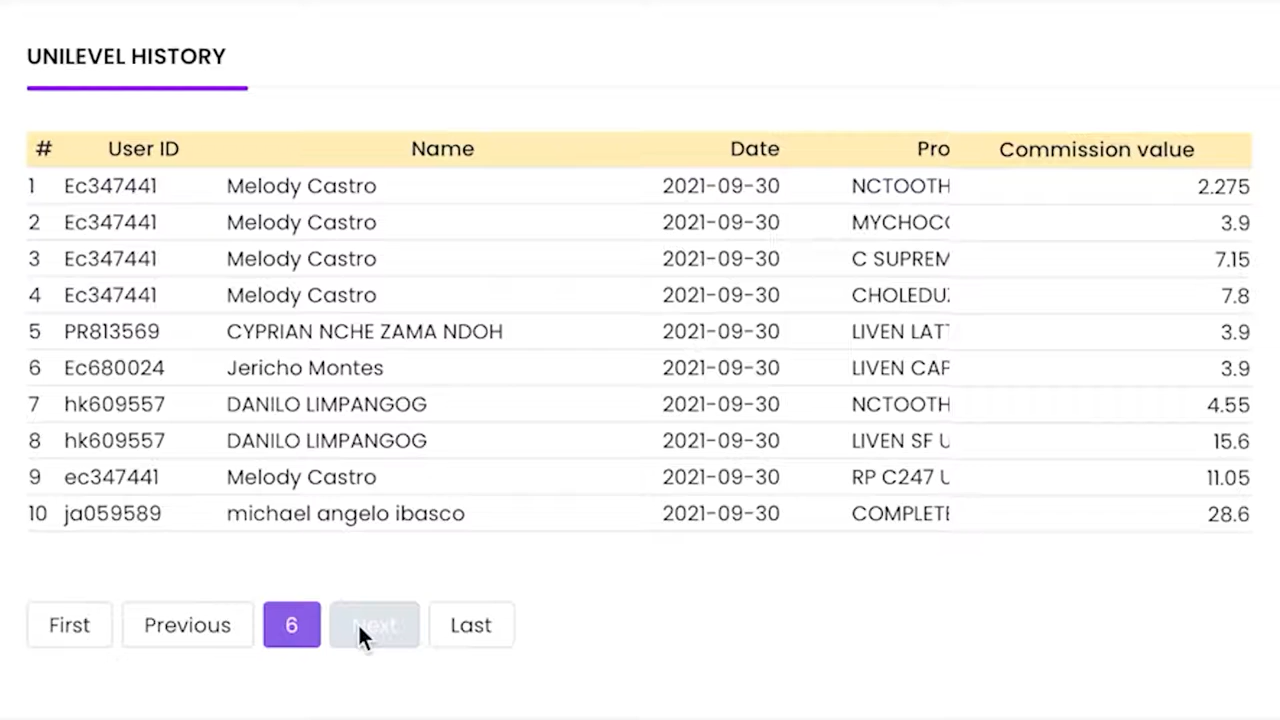 UNILEVEL HISTORY
# User ID Name Date Pro Commission value
1 Ec347441 Melody Castro 2021-09-30 NCTOOTH 2.275
2 Ec347441 Melody Castro 2021-09-30 MYCHOC 3.9
3 Ec347441 Melody Castro 2021-09-30 C SUPREM 7.15
4 Ec347441 Melody Castro 2021-09-30 CHOLEDU 7.8
5 PR813569 CYPRIAN NCHE ZAMA NDOH 2021-09-30 LIVEN LAT 3.9
6 Ec680024 Jericho Montes 2021-09-30 LIVEN CAF 3.9
7 hk609557 DANILO LIMPANGOG 2021-09-30 NCTOOTH 4.55
8 hk609557 DANILO LIMPANGOG 2021-09-30 LIVEN SF U 15.6
9 ec347441 Melody Castro 2021-09-30 RP C247 U 11.05
10 ja059589 michael angelo ibasco 2021-09-30 COMPLETE 28.6
First Previous 6 Next Last